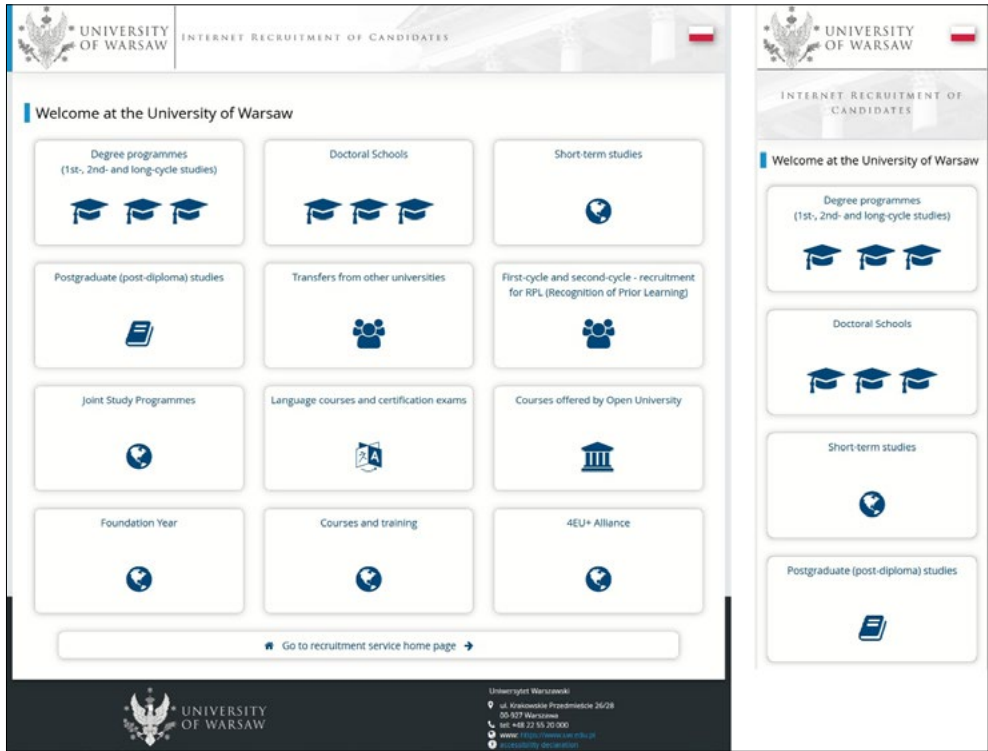 UNIVERSITY
OF WARSAW
INTERNET RECRUITMENT OF CANDIDATES
Welcome at the University of Warsaw
Degree programmes
(1st-, 2nd- and long-cycle studies)
Doctoral Schools
Short-term studies
Postgraduate (post-diploma) studies
Transfers from other universities
First-cycle and second-cycle - recruitment
for RPL (Recognition of Prior Learning)
Joint Study Programmes
Language courses and certification exams
A
Courses offered by Open University
Foundation Year
Courses and training
4EU+ Alliance
Go to recruitment service home page
UNIVERSITY
OF WARSAW
Uniwersytet Warszawski
ul. Krakowskie Przedmieście 26/28
00-927 Warszawa
tel: +48 22 55 20 000
www: https://www.uw.edu.pl
accessibility declaration
UNIVERSITY
OF WARSAW
INTERNET RECRUITMENT OF
CANDIDATES
Welcome at the University of Warsaw
Degree programmes
(1st-, 2nd- and long-cycle studies)
Doctoral Schools
Short-term studies
Postgraduate (post-diploma) studies